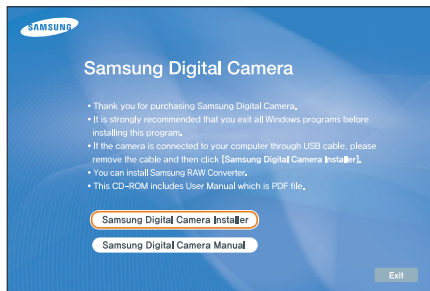 SAMSUNG
Samsung Digital Camera
• Thank you for purchasing Samsung Digital Camera.
• It is strongly recommended that you exit all Windows programs before
installing this program.
• If the camera is connected to your computer through USB cable, please
remove the cable and then click [Samsung Digital Camera Installer].
• You can install Samsung RAW Converter.
• This CD-ROM includes User Manual which is PDF file.
Samsung Digital Camera Installer
Samsung Digital Camera Manual
Exit